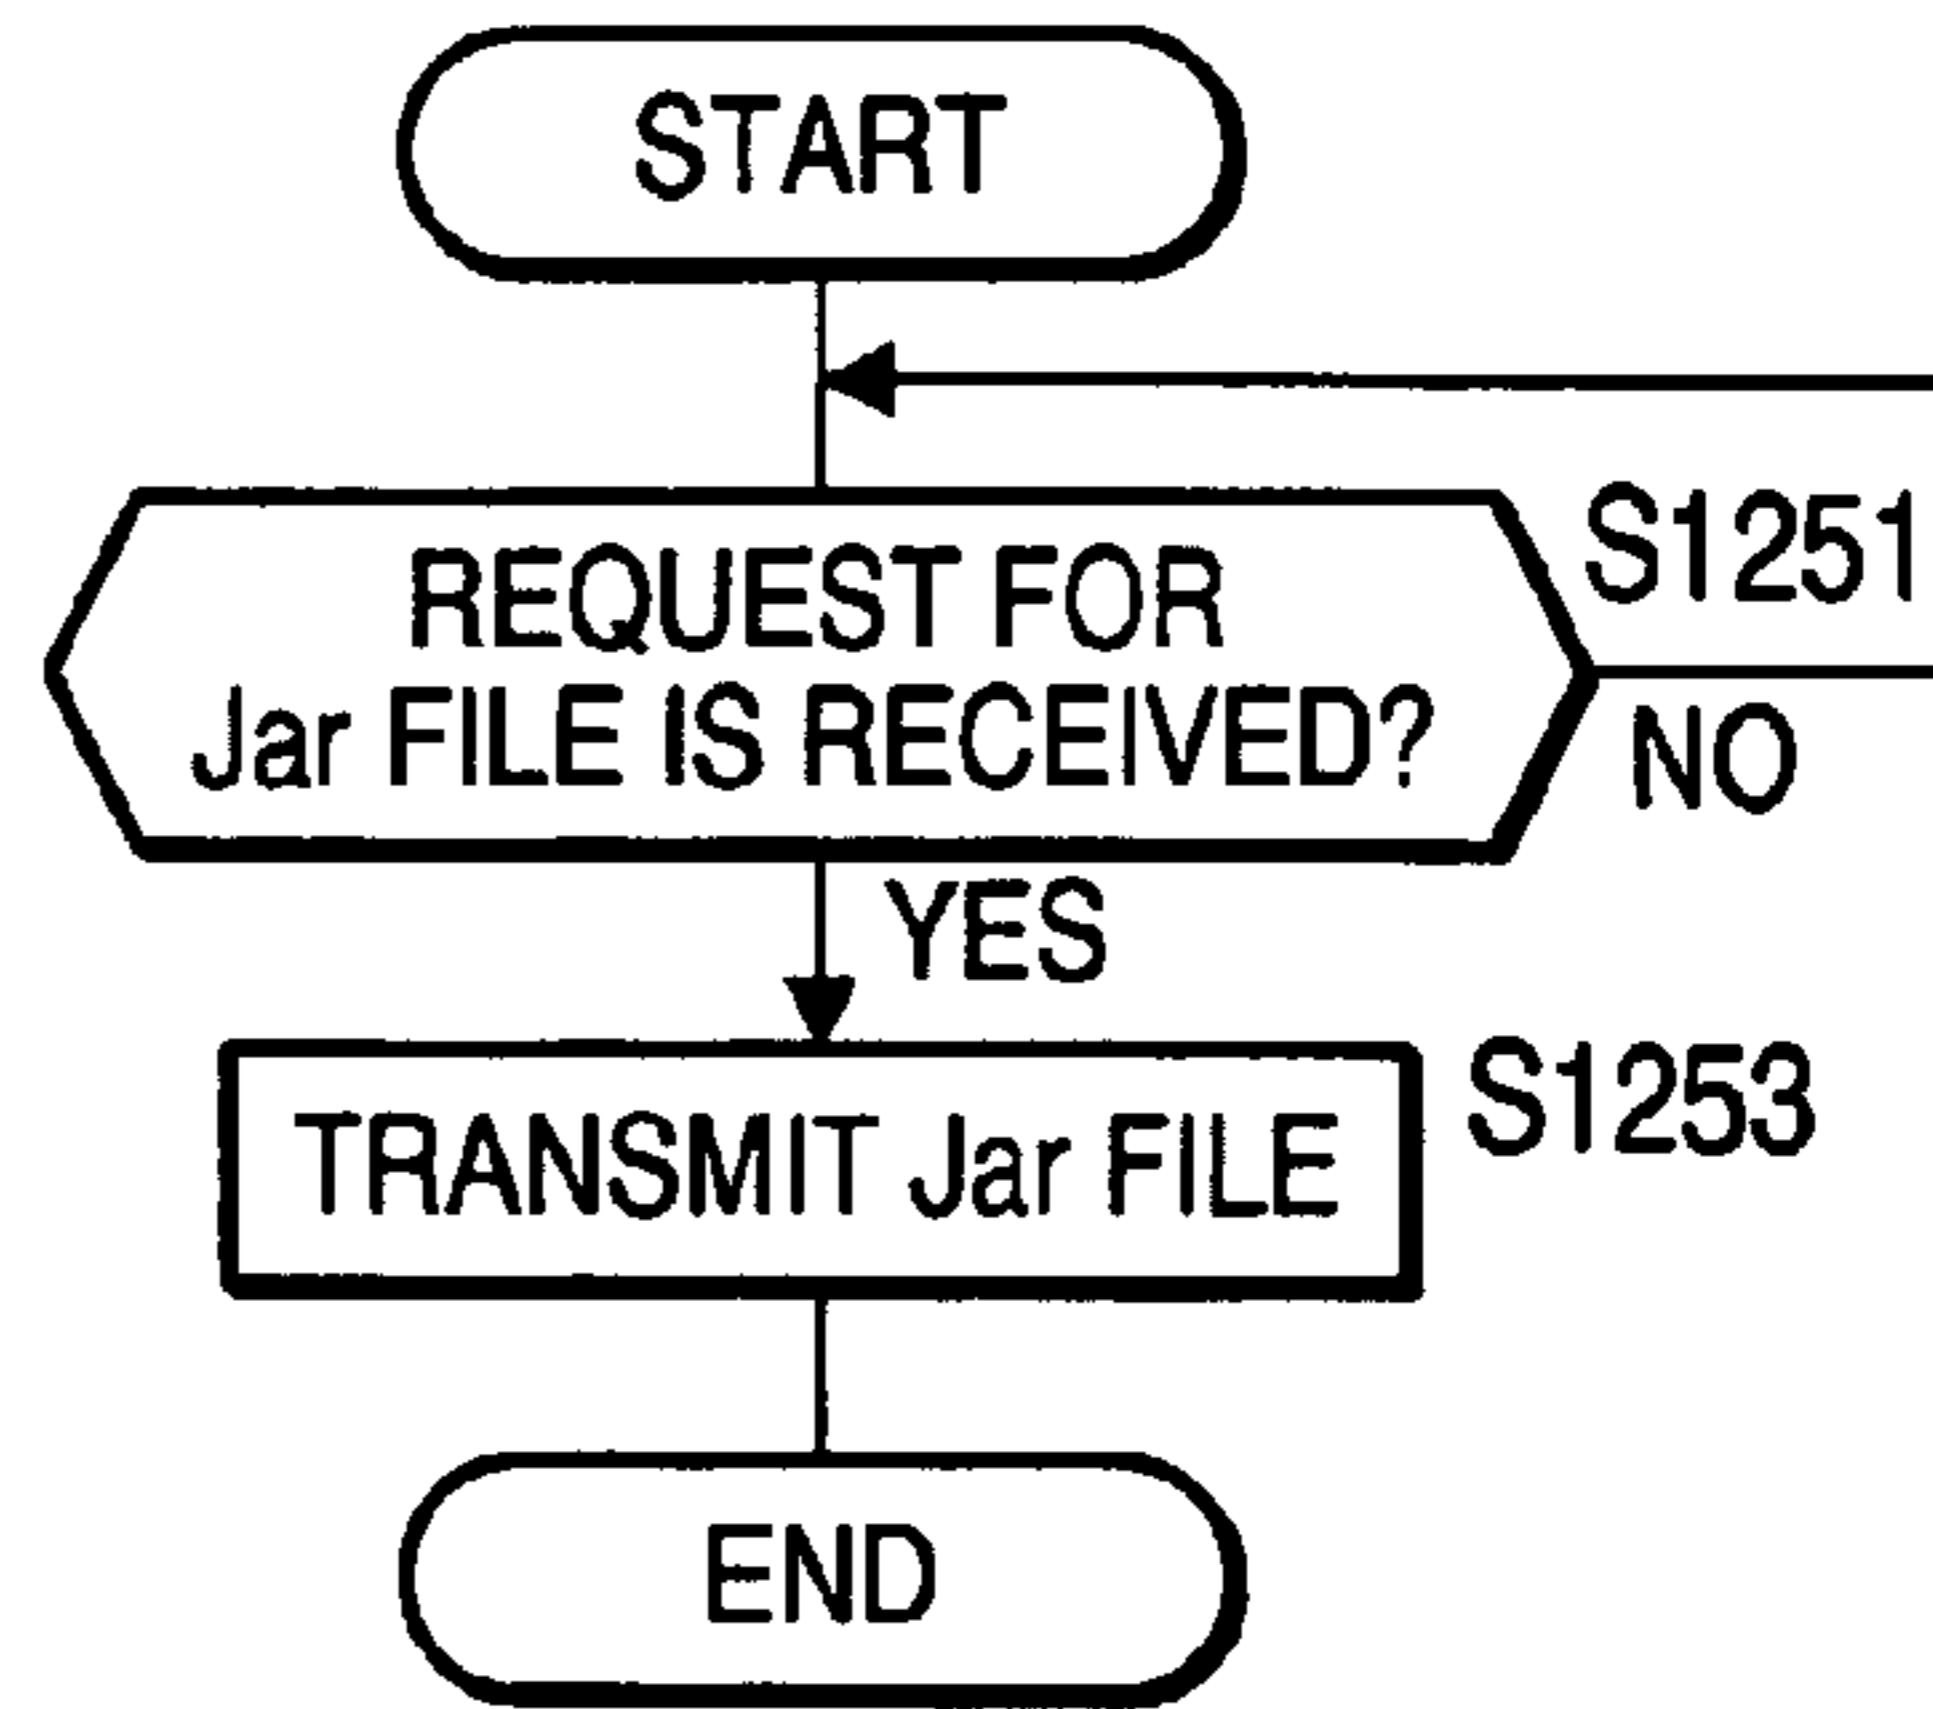 START
S1251
REQUEST FOR
Jar FILE IS RECEIVED?
NO
YES
S1253
TRANSMIT Jar FILE
END